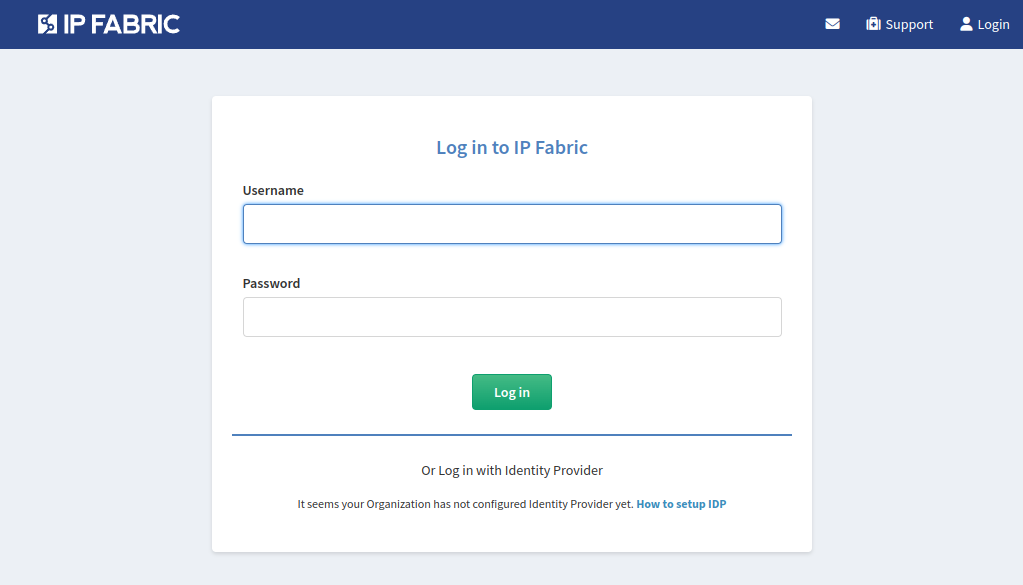 IP FABRIC
Support
Login
Log in to IP Fabric
Username
Password
Log in
Or Log in with Identity Provider
It seems your Organization has not configured Identity Provider yet. How to setup IDP